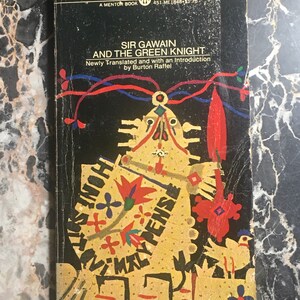 A MENTOR BOOK
SIR GAWAIN
AND THE GREEN KNIGHT
Newly Translated and with an Introduction
by Burton Raffel
HONI SOIT
QUI MAL Y PENSE